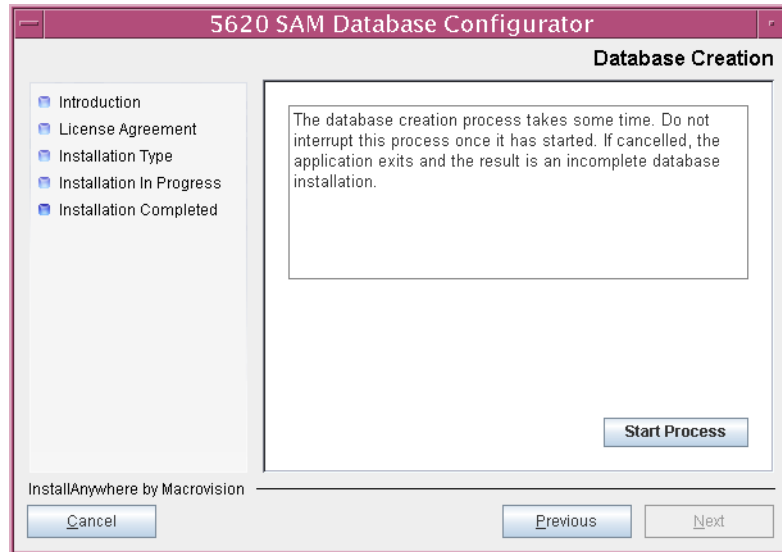 5620 SAM Database Configurator
Database Creation
Introduction
License Agreement
Installation Type
Installation In Progress
Installation Completed
The database creation process takes some time. Do not
interrupt this process once it has started. If cancelled, the
application exits and the result is an incomplete database
installation.
Start Process
InstallAnywhere by Macrovision
Cancel
Previous
Next